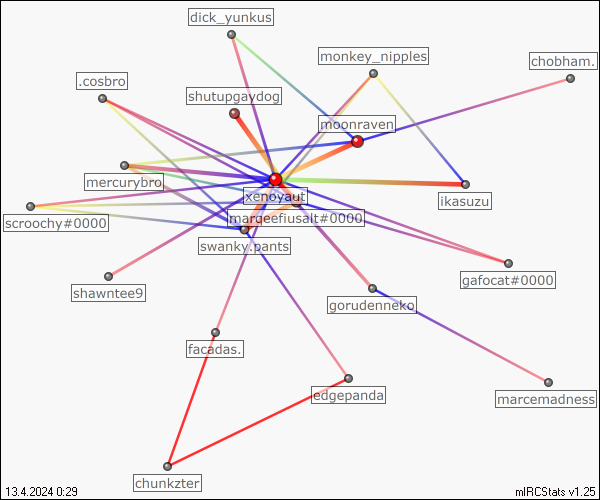 dick_yunkus
monkey_nipples
chobham.
.cosbro
shutupgaydog
moonraven
mercurybro
xenoyaut
ikasuzu
scroochy#0000
marqeefiusalt#0000
swanky.pants
gafocat#0000
shawntee9
gorudenneko
facadas.
edgepanda
marcemadness
chunkzter
13.4.2024 0:29
mIRCStats v1.25